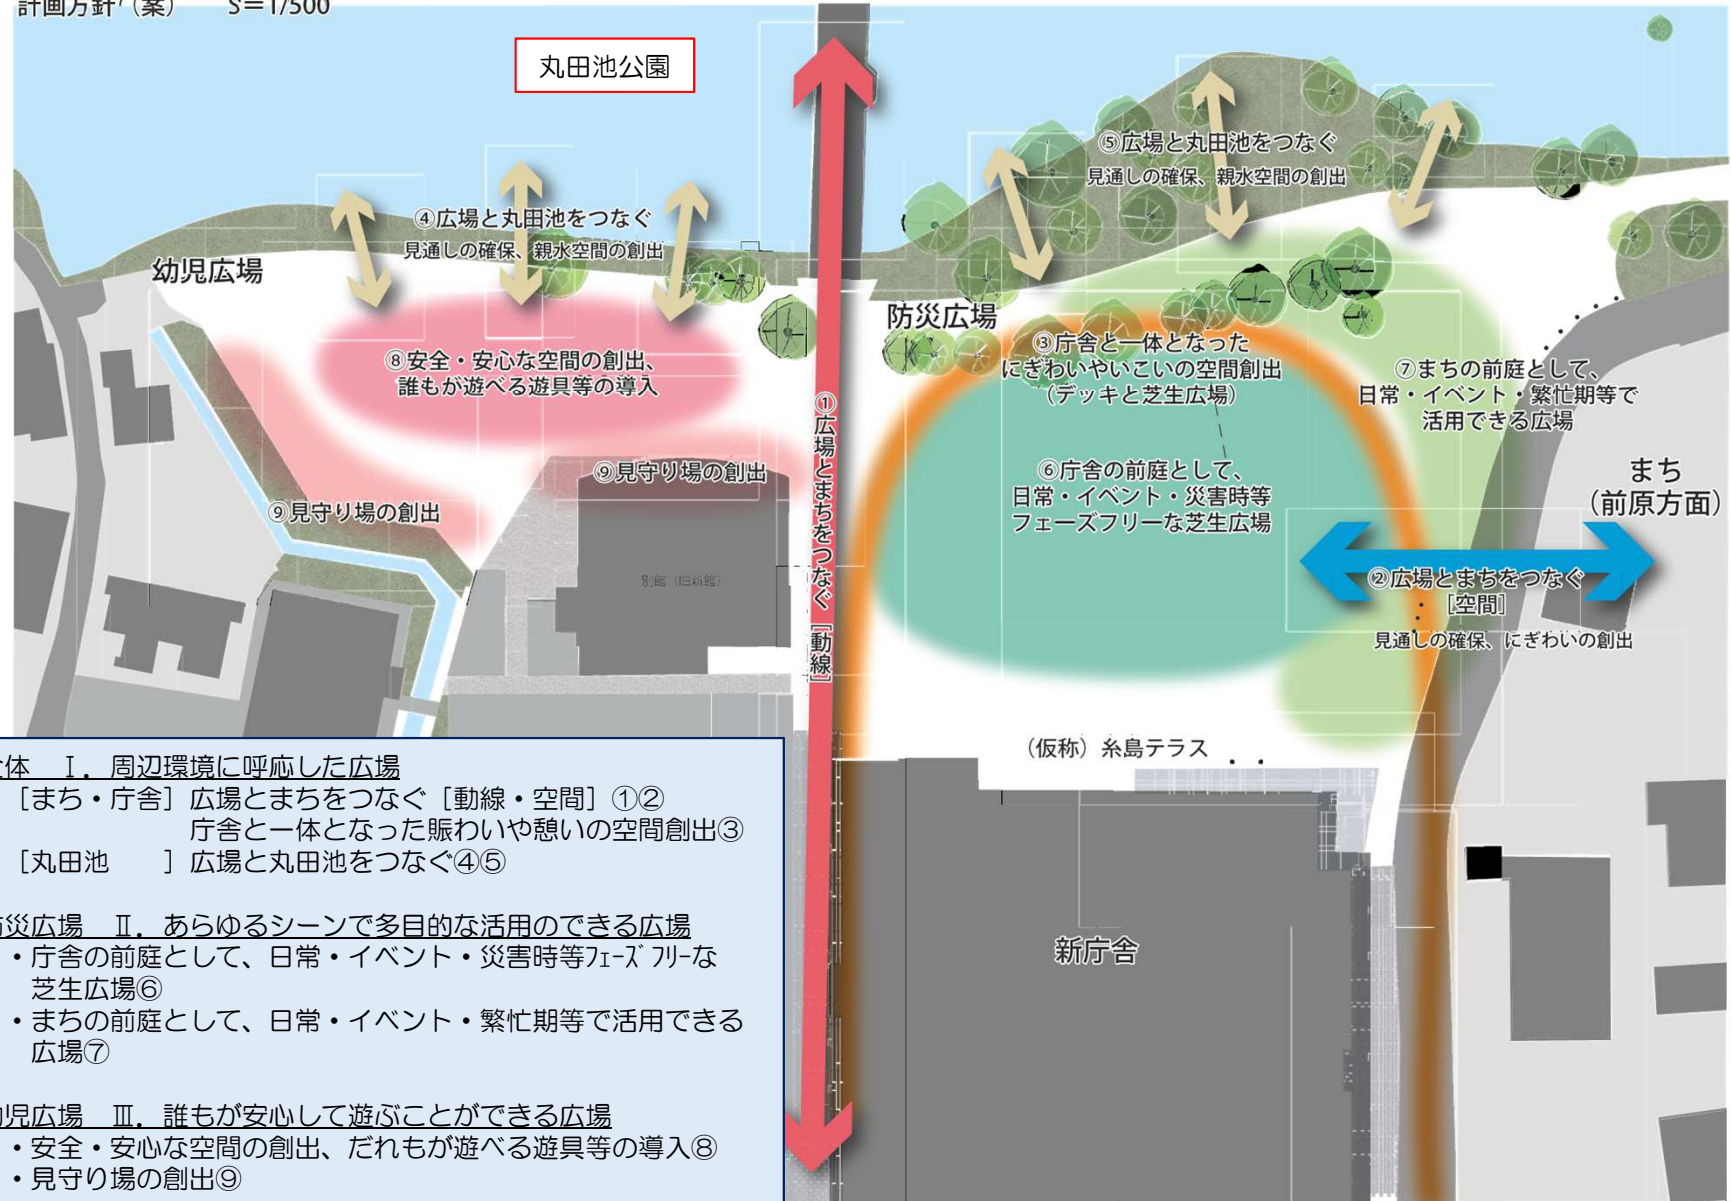 計画方針(案) S=1/500
丸田池公園
⑤広場と丸田池をつなぐ
見通しの確保、親水空間の創出
④広場と丸田池をつなぐ
見通しの確保、親水空間の創出
幼児広場
防災広場
③庁舎と一体となった
にぎわいやいこいの空間創出
(デッキと芝生広場)
⑧安全・安心な空間の創出、
誰もが遊べる遊具等の導入
⑦まちの前庭として、
日常・イベント・繁忙期等で
活用できる広場
①広場とまちをつなぐ[動線]
⑨見守り場の創出
⑥庁舎の前庭として、
日常・イベント・災害時等
フェーズフリーな芝生広場
まち
(前原方面)
⑨見守り場の創出
別館(旧新館)
②広場とまちをつなぐ
[空間]
見通しの確保、にぎわいの創出
(仮称)糸島テラス
新庁舎
体 Ⅰ.周辺環境に呼応した広場
[まち・庁舎]広場とまちをつなぐ[動線・空間]①②
庁舎と一体となった賑わいや憩いの空間創出③
[丸田池 ]広場と丸田池をつなぐ④⑤
災広場 Ⅱ.あらゆるシーンで多目的な活用のできる広場
・庁舎の前庭として、日常・イベント・災害時等ﾌｪｰｽﾞﾌﾘｰな
芝生広場⑥
・まちの前庭として、日常・イベント・繁忙期等で活用できる
広場⑦
児広場 Ⅲ.誰もが安心して遊ぶことができる広場
・安全・安心な空間の創出、だれもが遊べる遊具等の導入⑧
・見守り場の創出⑨